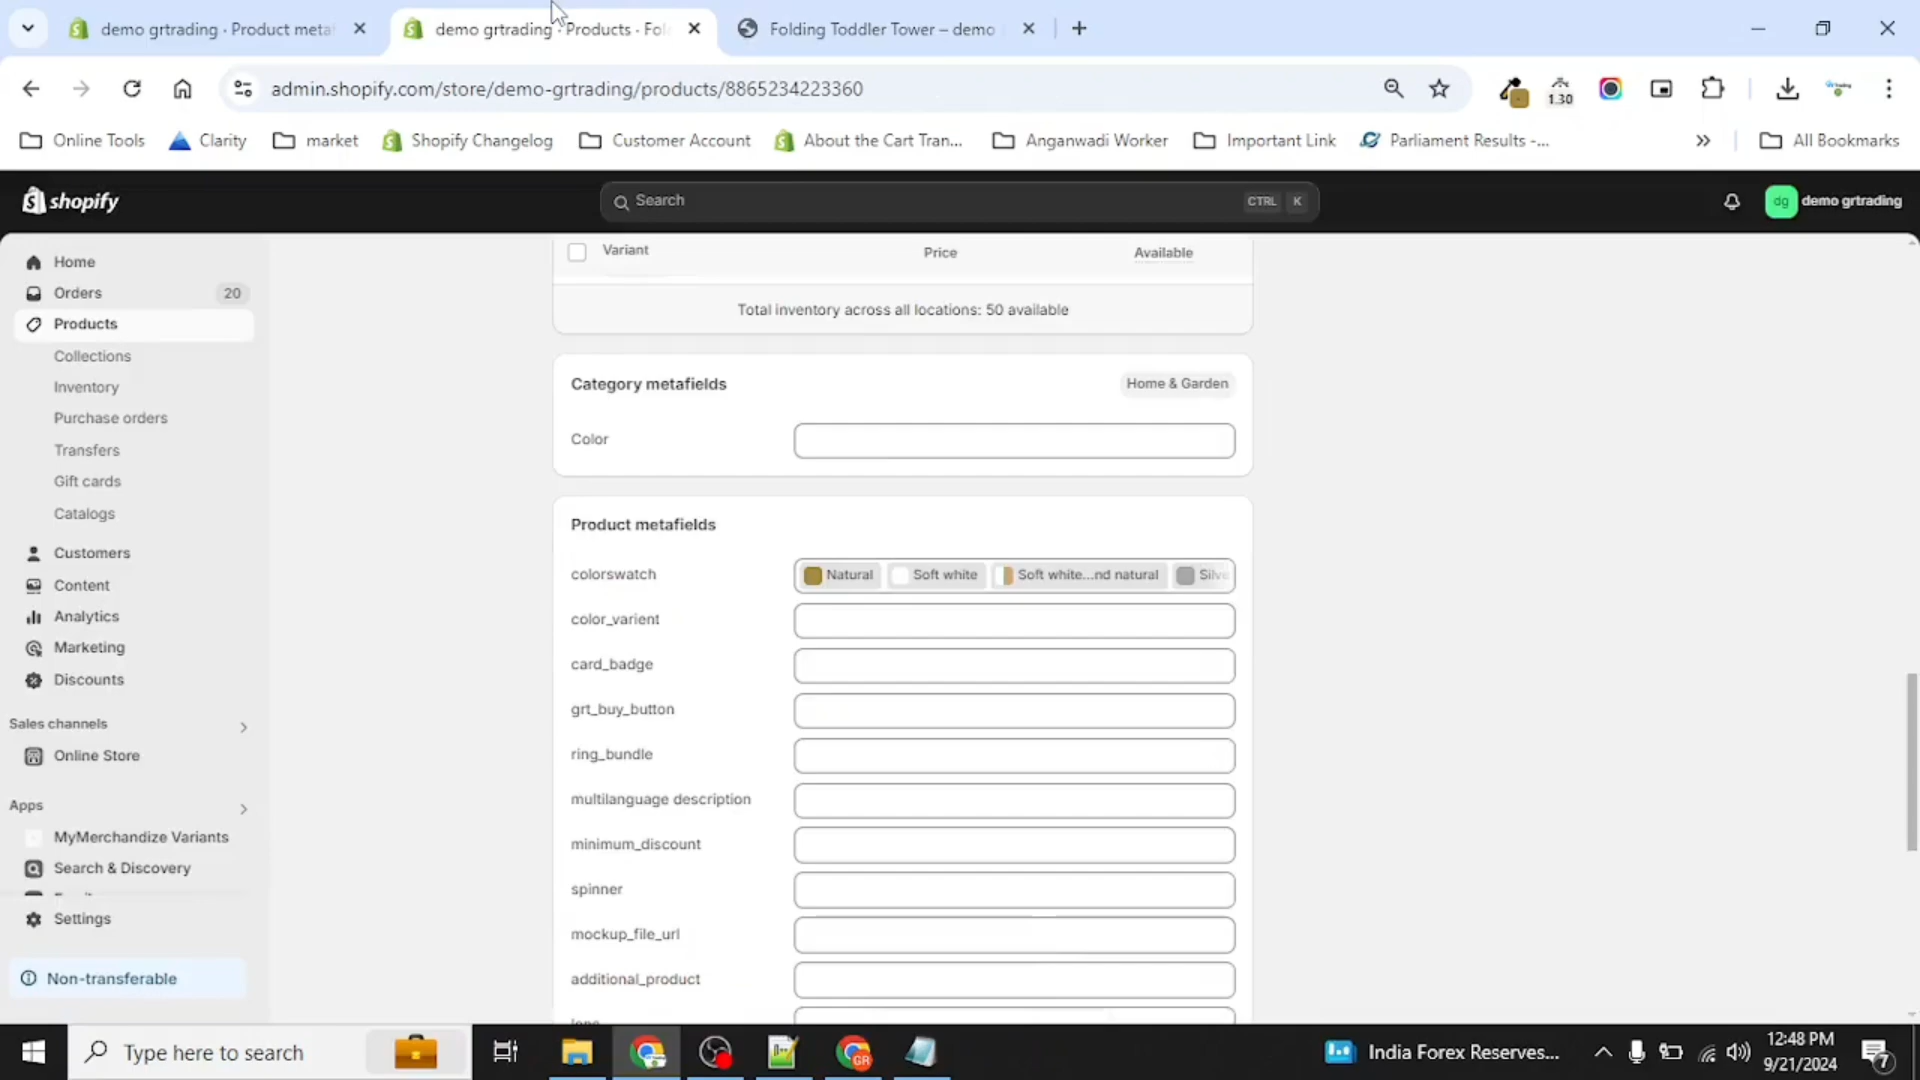 demo grtrading · Product meta
demo grtrading · Products · Fol
Folding Toddler Tower – demo
admin.shopify.com/store/demo-grtrading/products/8865234223360
1.30
Online Tools
Clarity
market
Shopify Changelog
Customer Account
About the Cart Tran...
Anganwadi Worker
Important Link
Parliament Results -...
All Bookmarks
shopify
Search
CTRL K
dg demo grtrading
Home
Orders 20
Products
Collections
Inventory
Purchase orders
Transfers
Gift cards
Catalogs
Customers
Content
Analytics
Marketing
Discounts
Sales channels
Online Store
Apps
MyMerchandize Variants
Search & Discovery
Settings
Non-transferable
Variant Price Available
Total inventory across all locations: 50 available
Category metafields Home & Garden
Color
Product metafields
colorswatch Natural Soft white Soft white...nd natural Silve
color_varient
card_badge
grt_buy_button
ring_bundle
multilanguage description
minimum_discount
spinner
mockup_file_url
additional_product
Type here to search
GR
India Forex Reserves...
12:48 PM
9/21/2024
7